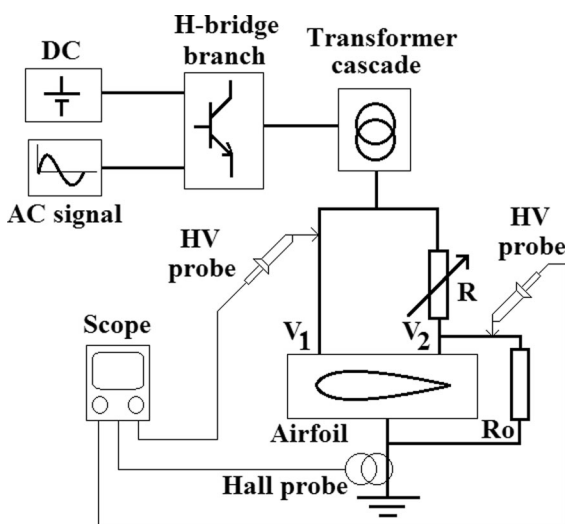 DC
H-bridge
branch
Transformer
cascade
AC signal
HV
probe
HV
probe
R
Scope
V1
V2
Airfoil
Ro
Hall probe